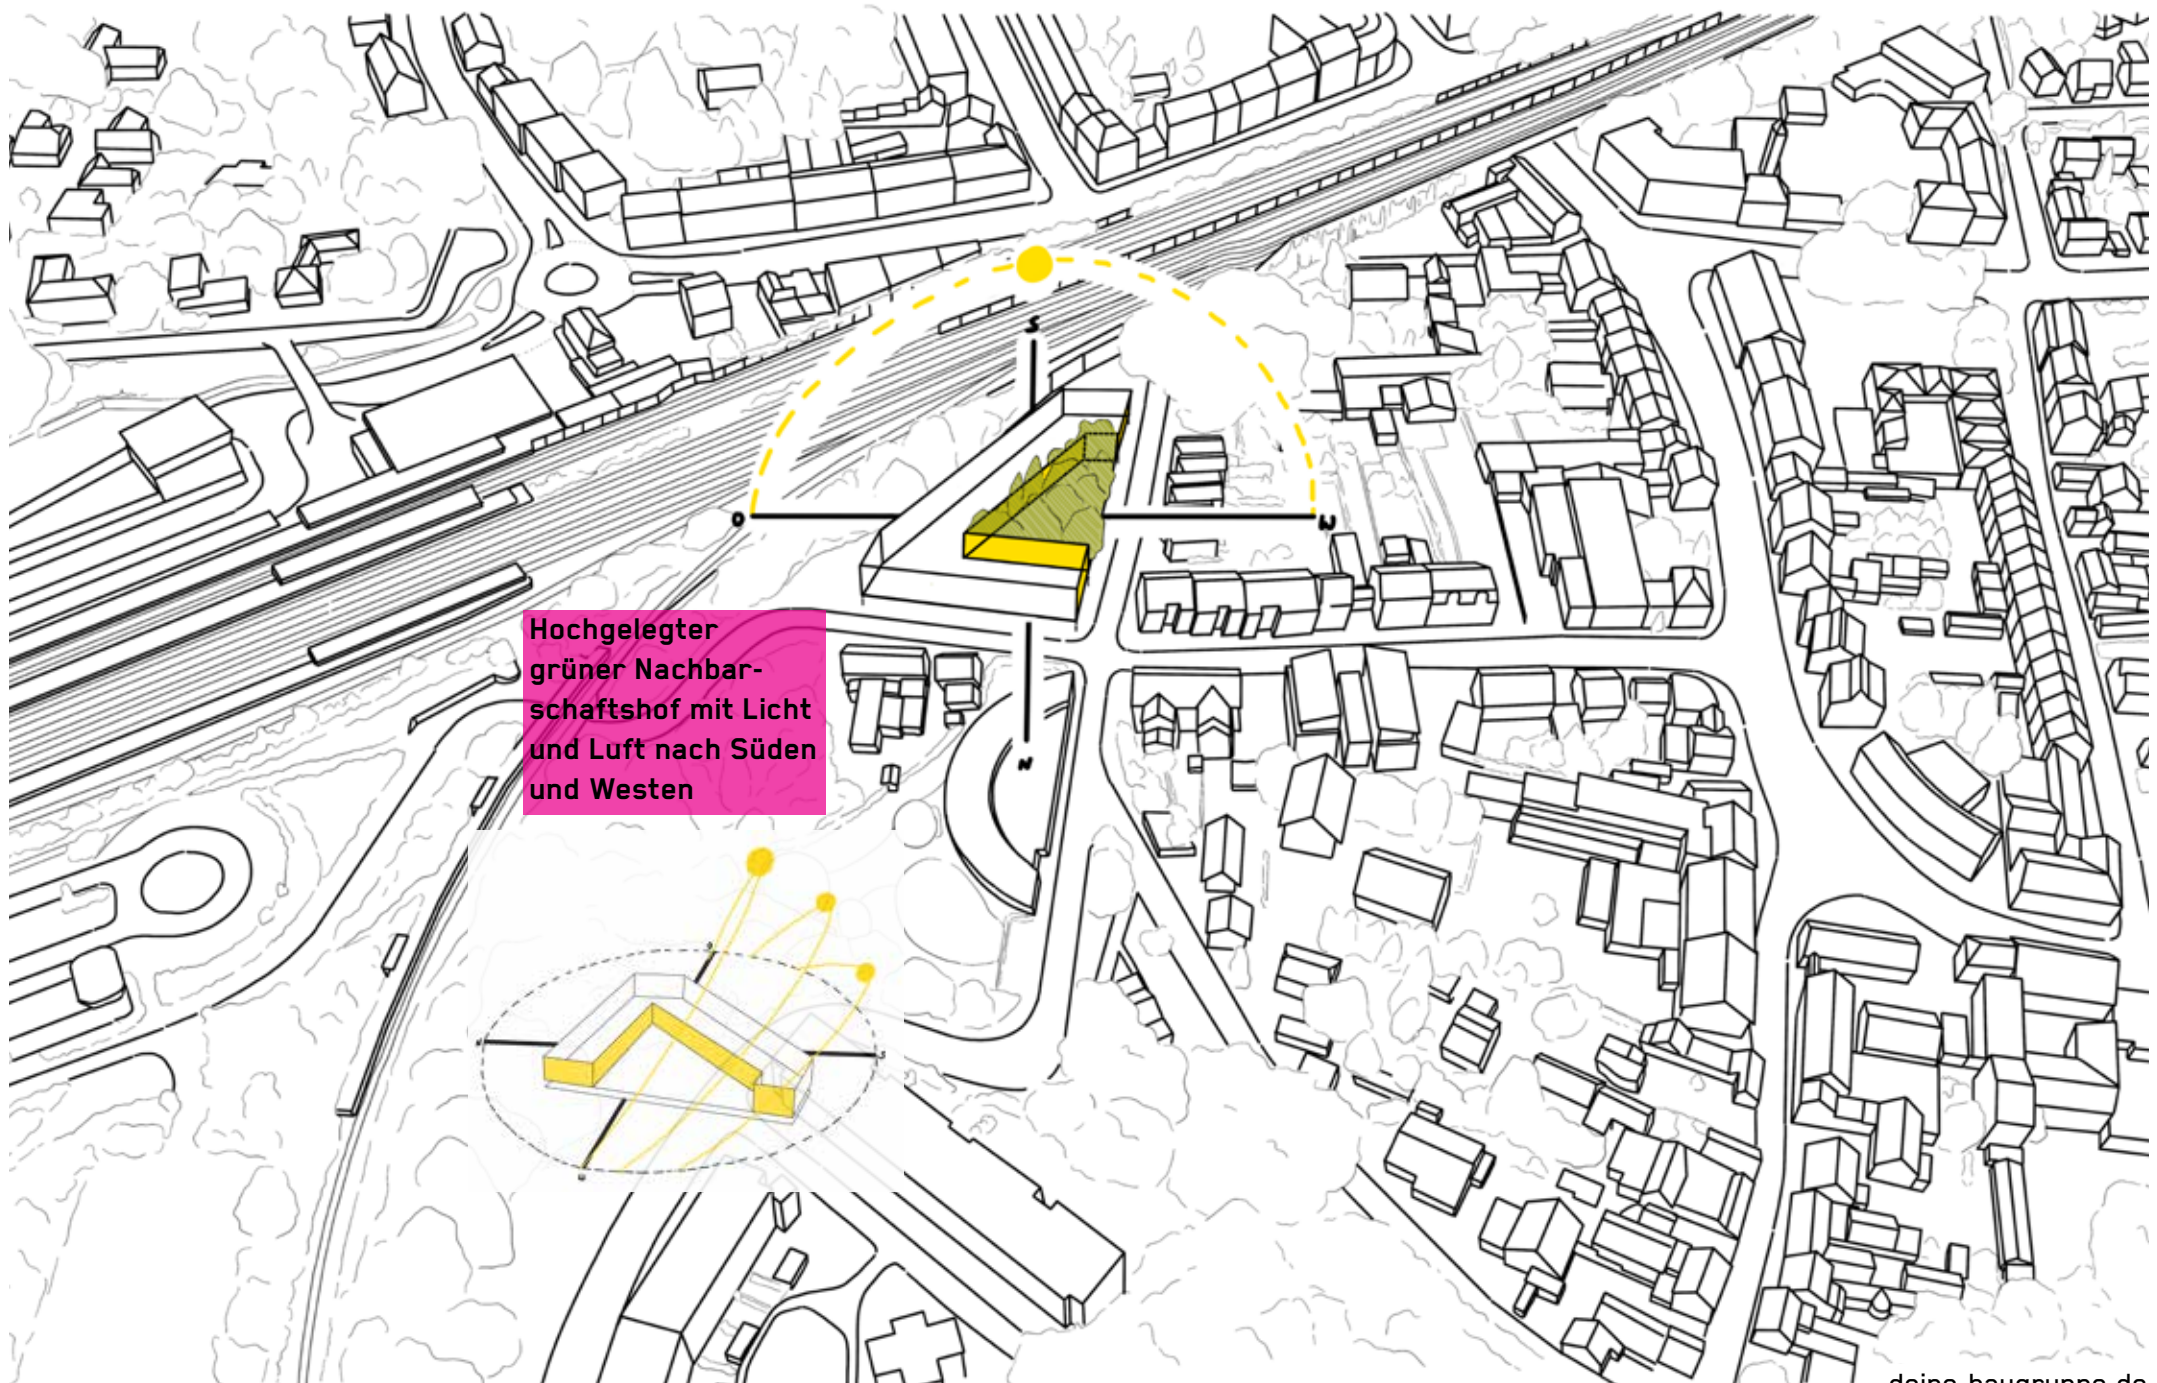 S
O
W
Hochgelegter
grüner Nachbar-
schaftshof mit Licht
und Luft nach Süden
und Westen
N
deine-baugruppe.de